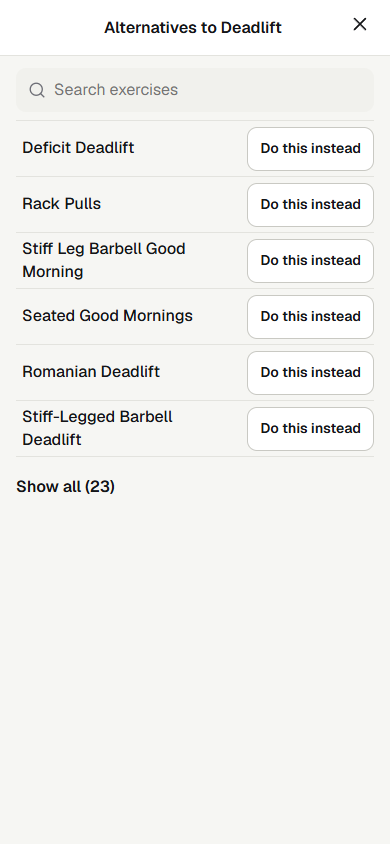 Alternatives to Deadlift
Search exercises
Deficit Deadlift
Do this instead
Rack Pulls
Do this instead
Stiff Leg Barbell Good
Morning
Do this instead
Seated Good Mornings
Do this instead
Romanian Deadlift
Do this instead
Stiff-Legged Barbell
Deadlift
Do this instead
Show all (23)